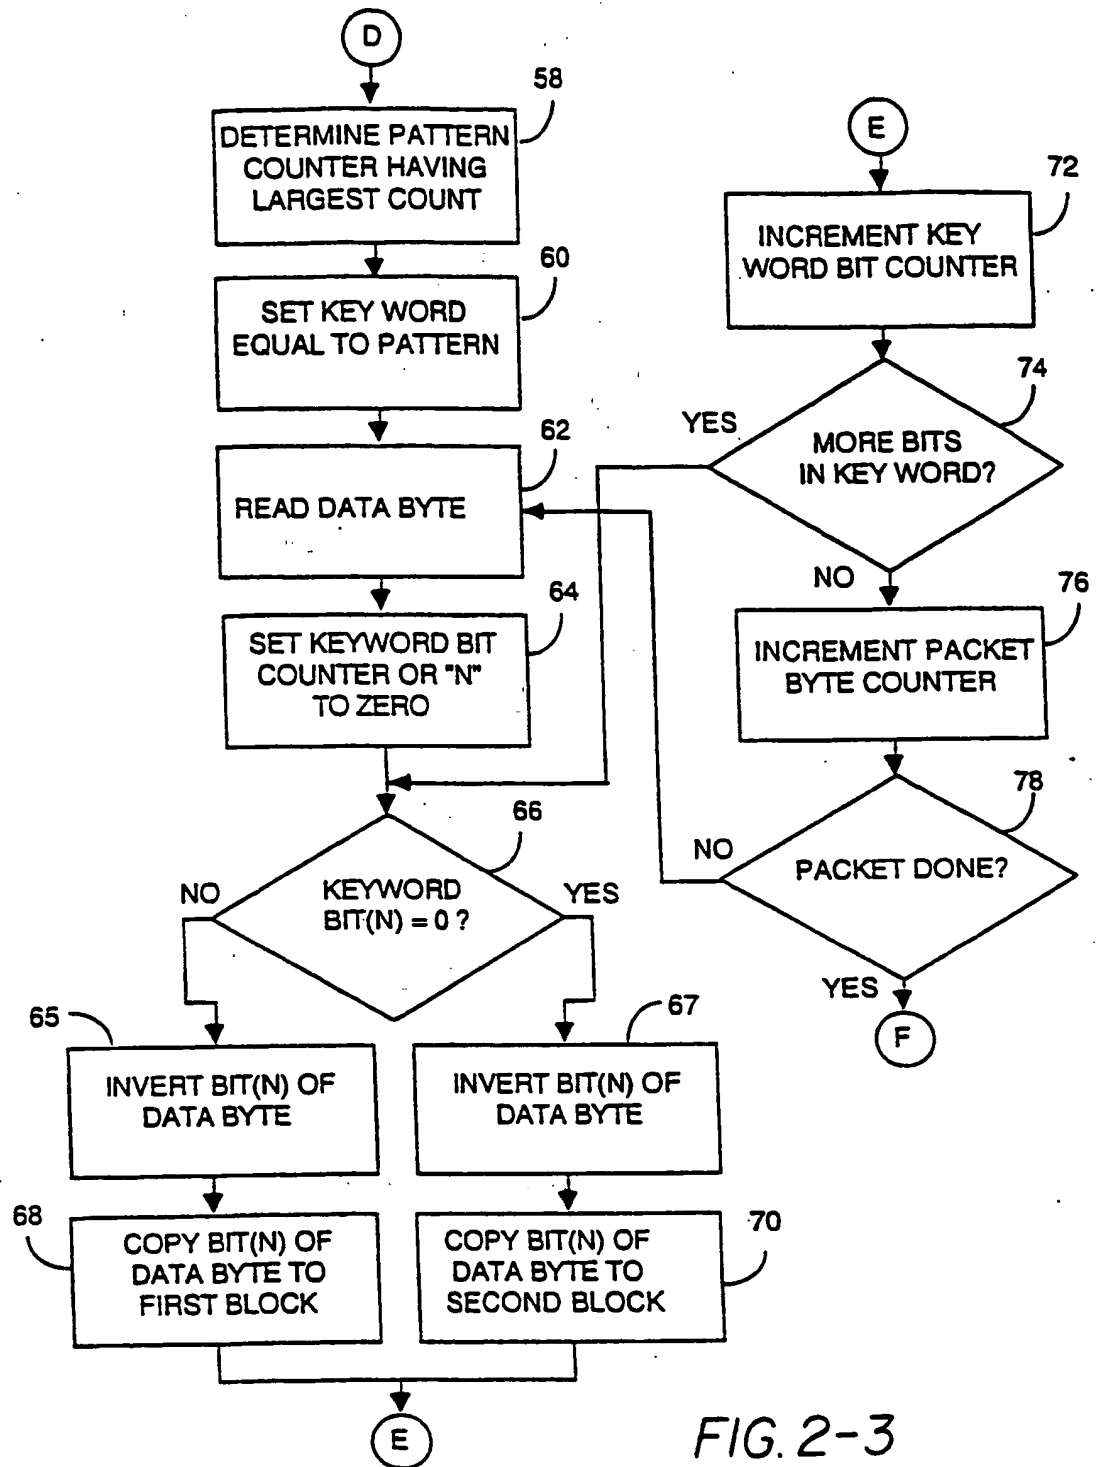 D
58
DETERMINE PATTERN
COUNTER HAVING
LARGEST COUNT
60
SET KEY WORD
EQUAL TO PATTERN
62
READ DATA BYTE
64
SET KEYWORD BIT
COUNTER OR "N"
TO ZERO
66
KEYWORD
BIT(N) = 0 ?
NO
YES
65
INVERT BIT(N) OF
DATA BYTE
67
INVERT BIT(N) OF
DATA BYTE
68
COPY BIT(N) OF
DATA BYTE TO
FIRST BLOCK
70
COPY BIT(N) OF
DATA BYTE TO
SECOND BLOCK
E
E
72
INCREMENT KEY
WORD BIT COUNTER
74
YES
MORE BITS
IN KEY WORD?
NO
76
INCREMENT PACKET
BYTE COUNTER
78
NO
PACKET DONE?
YES
F
FIG. 2-3